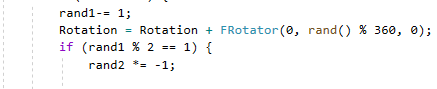 rand1-= 1;
Rotation = Rotation + FRotator(0, rand() % 360, 0);
if (rand1 % 2 == 1) {
rand2 *= -1;